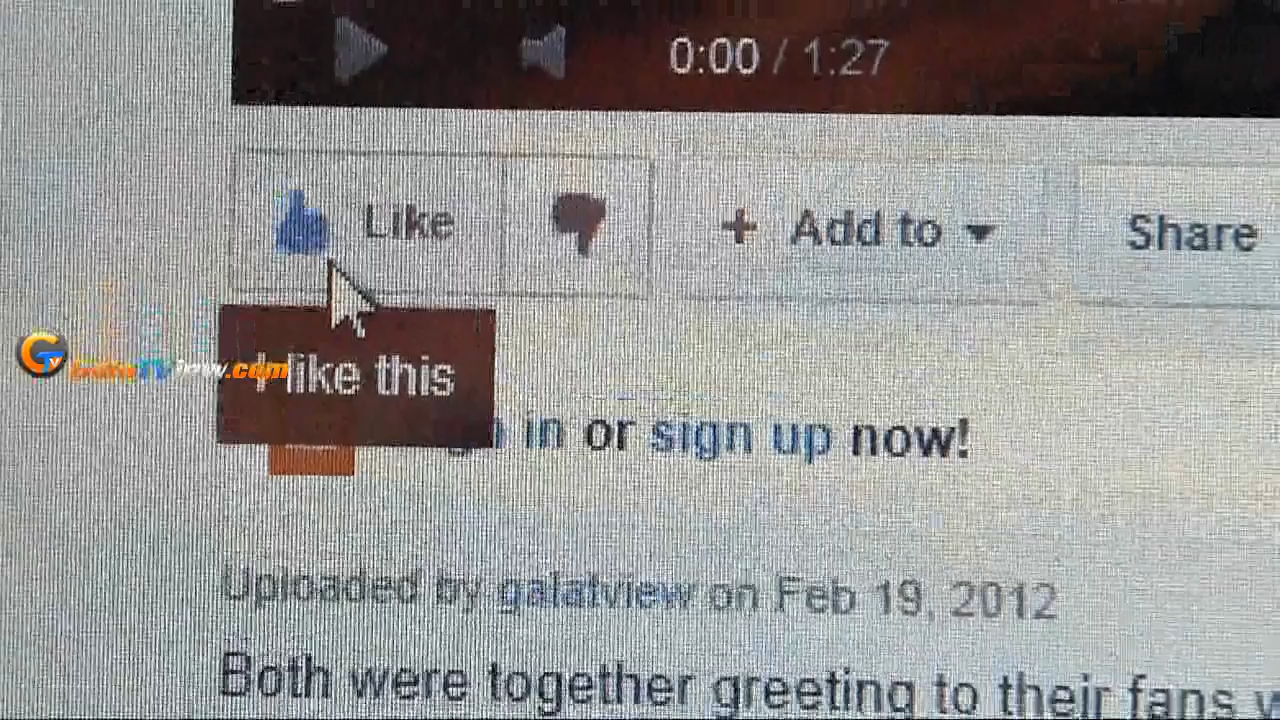 0:00 / 1:27
Like
Add to
Share
I like this
in or sign up now!
Uploaded by galatview on Feb 19, 2012
Both were together greeting to their fans